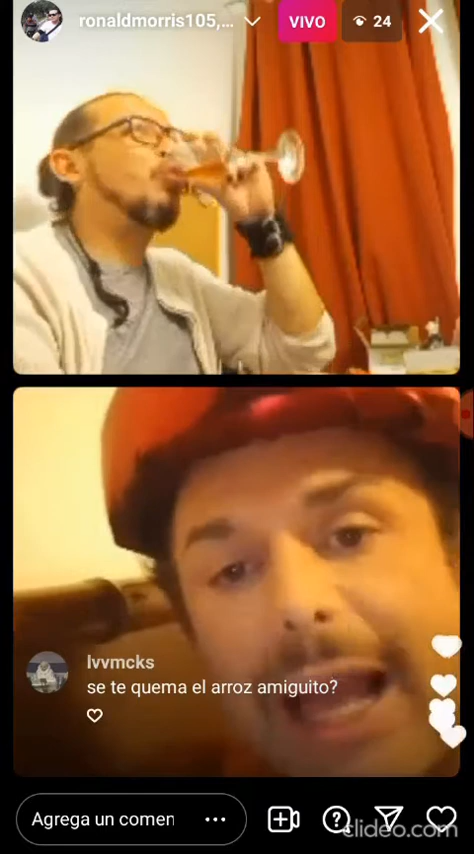 ronaldmorris105,...
VIVO
24
lvvmcks
se te quema el arroz amiguito?
Agrega un comen
clideo.com